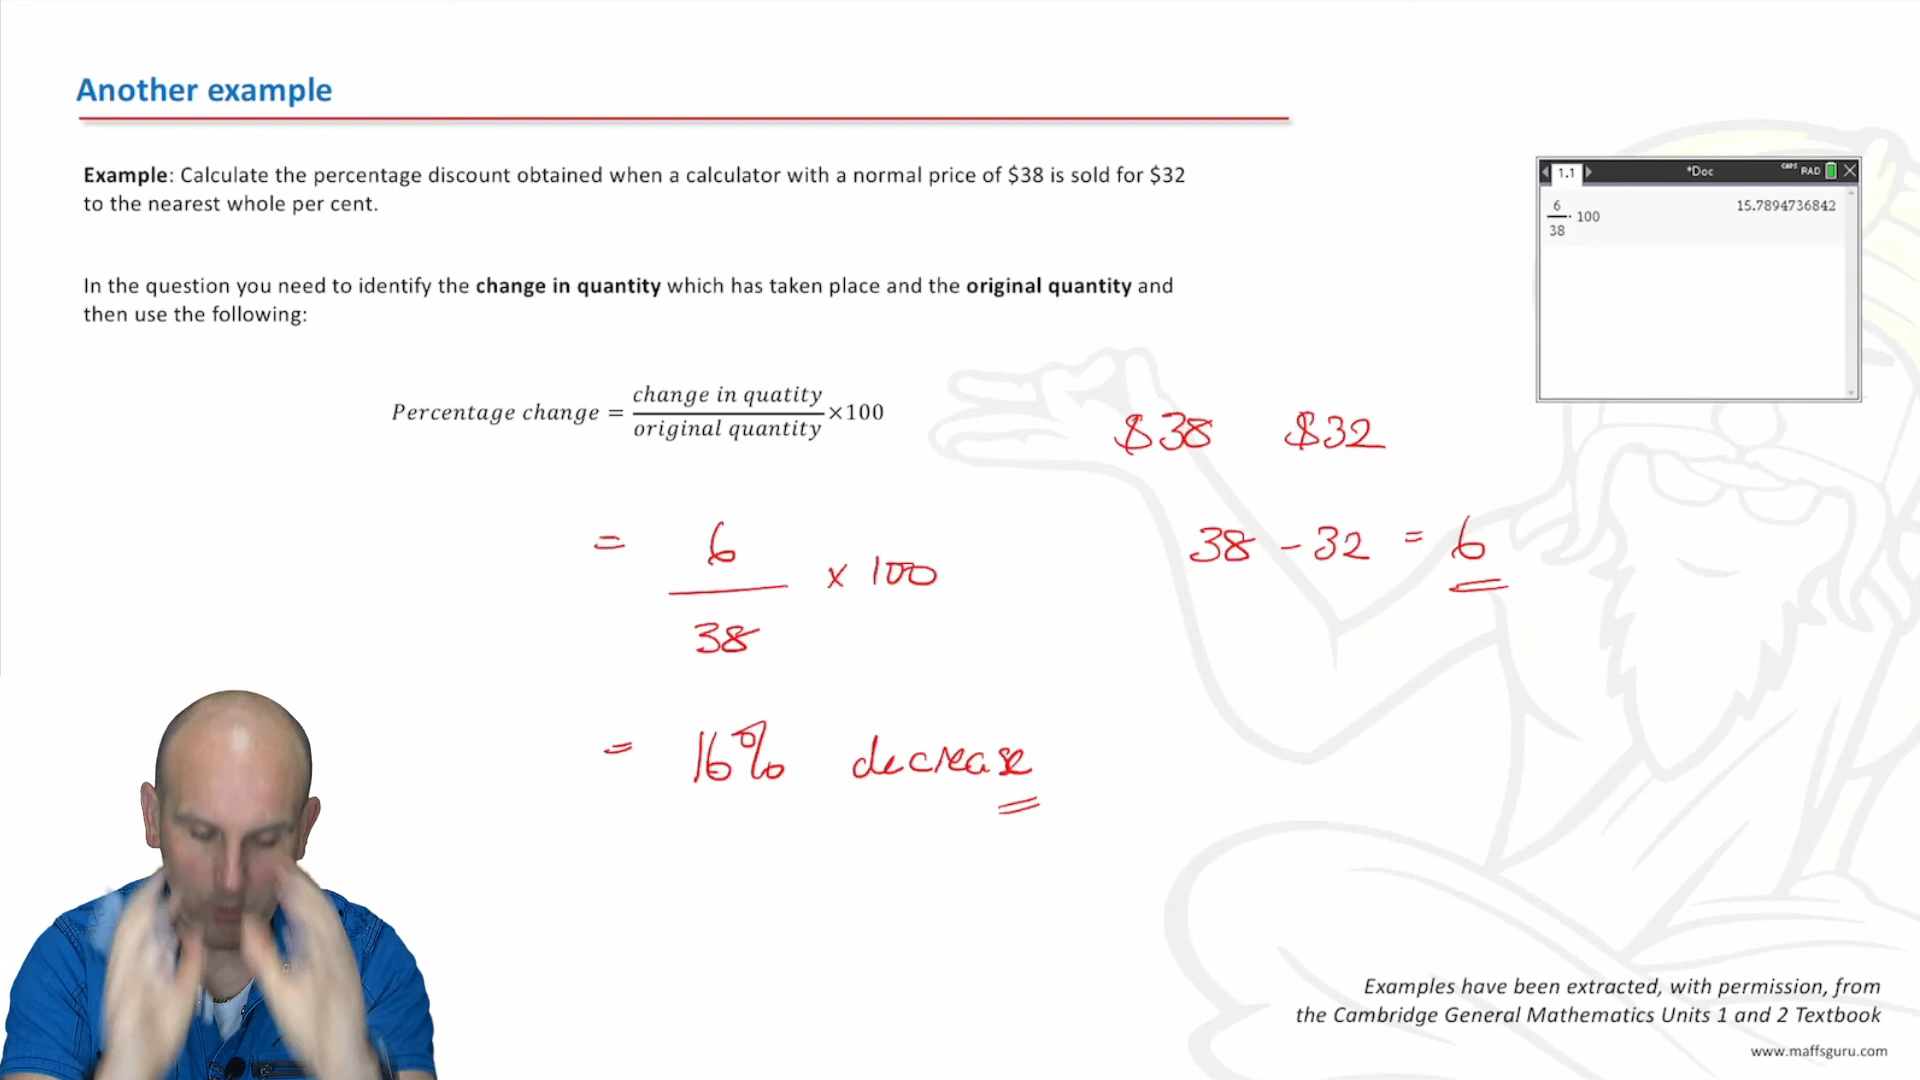 Another example
Example: Calculate the percentage discount obtained when a calculator with a normal price of $38 is sold for $32
to the nearest whole per cent.
1.1
*Doc
CAPS RAD
6/38 · 100
15.7894736842
In the question you need to identify the change in quantity which has taken place and the original quantity and
then use the following:
Percentage change = change in quatity / original quantity ×100
$38 $32
= 6/38 × 100
38 - 32 = 6
= 16% decrease
Examples have been extracted, with permission, from
the Cambridge General Mathematics Units 1 and 2 Textbook
www.maffsguru.com